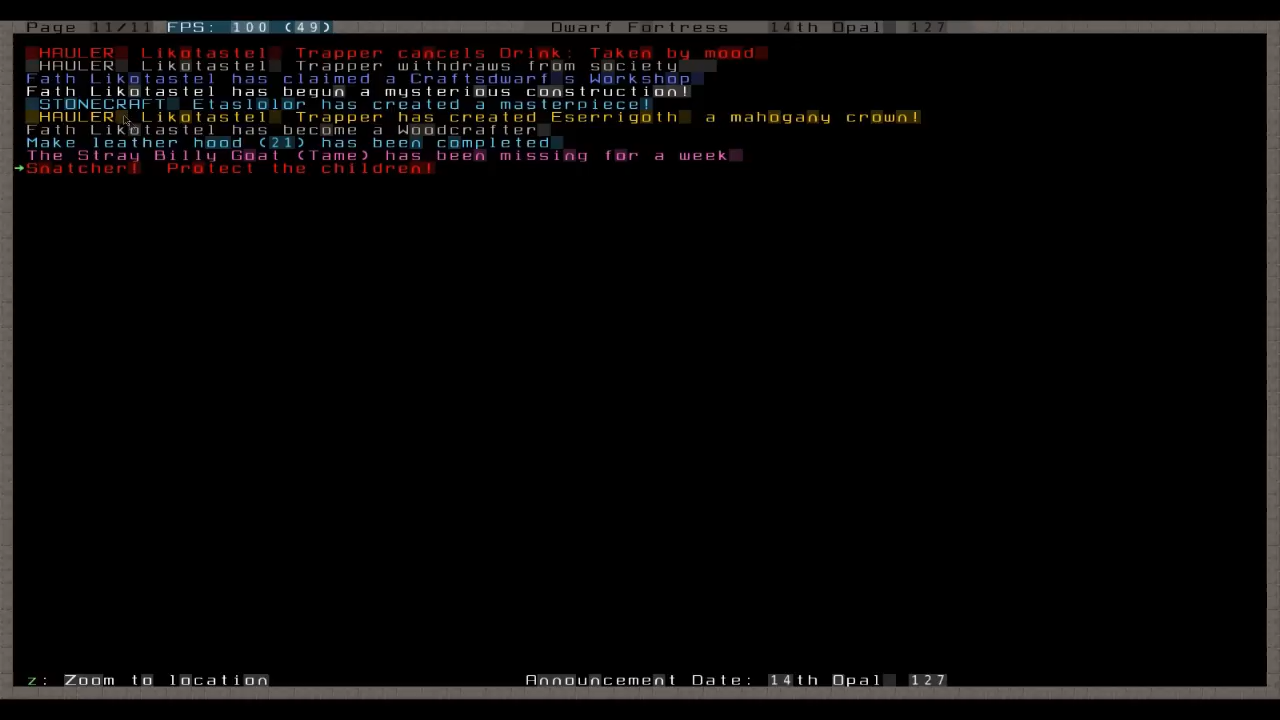 Page 11/11 FPS: 100 (49) Dwarf Fortress 14th Opal 127
HAULER Likotastel Trapper cancels Drink: Taken by mood
HAULER Likotastel Trapper withdraws from society
Fath Likotastel has claimed a Craftsdwarf s Workshop
Fath Likotastel has begun a mysterious construction!
STONECRAFT Etaslolor has created a masterpiece!
HAULER Likotastel Trapper has created Eserrigoth a mahogany crown!
Fath Likotastel has become a Woodcrafter
Make leather hood (21) has been completed
The Stray Billy Goat (Tame) has been missing for a week
Snatcher! Protect the children!
z: Zoom to location Announcement Date: 14th Opal 127